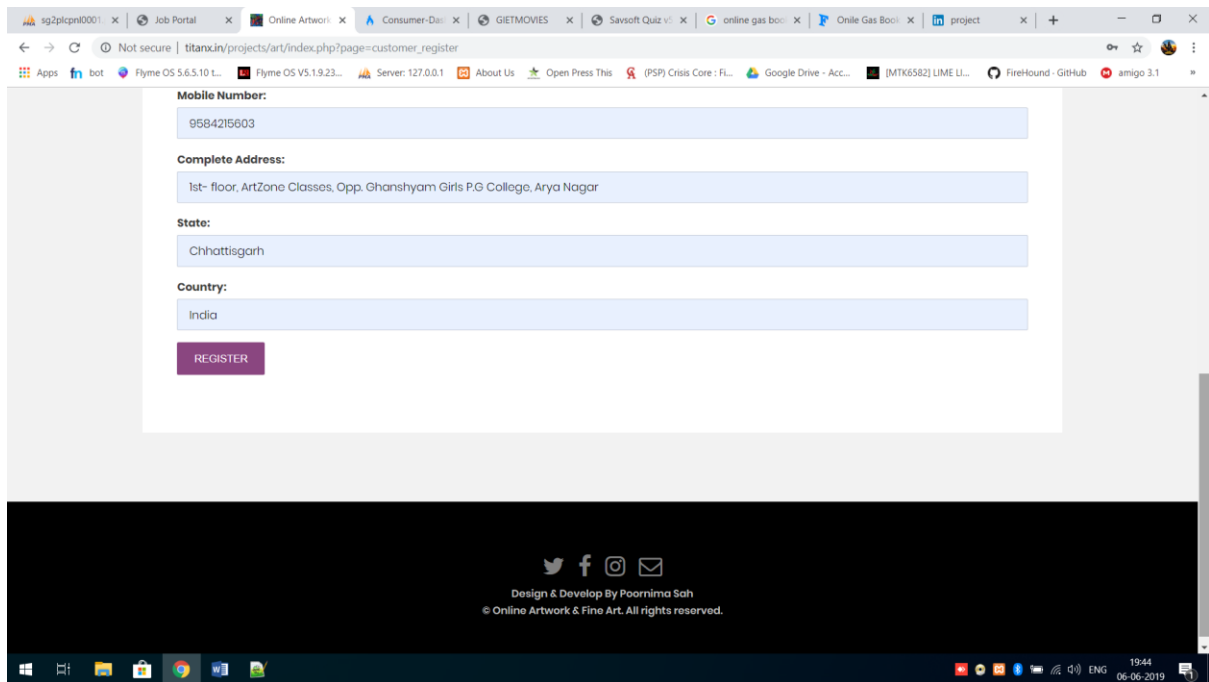 sg2plcpnl0001 Job Portal Online Artwork Consumer-Das GIETMOVIES Savsoft Quiz v5 online gas boo Onile Gas Book project
Not secure | titanx.in/projects/art/index.php?page=customer_register
Apps bot Flyme OS 5.6.5.10 t... Flyme OS V5.1.9.23... Server: 127.0.0.1 About Us Open Press This (PSP) Crisis Core : Fi... Google Drive - Acc... [MTK6582] LIME LI... FireHound · GitHub amigo 3.1 »
Mobile Number:
9584215603
Complete Address:
1st- floor, ArtZone Classes, Opp. Ghanshyam Girls P.G College, Arya Nagar
State:
Chhattisgarh
Country:
India
REGISTER
Design & Develop By Poornima Sah
© Online Artwork & Fine Art. All rights reserved.
ENG 19:44
06-06-2019